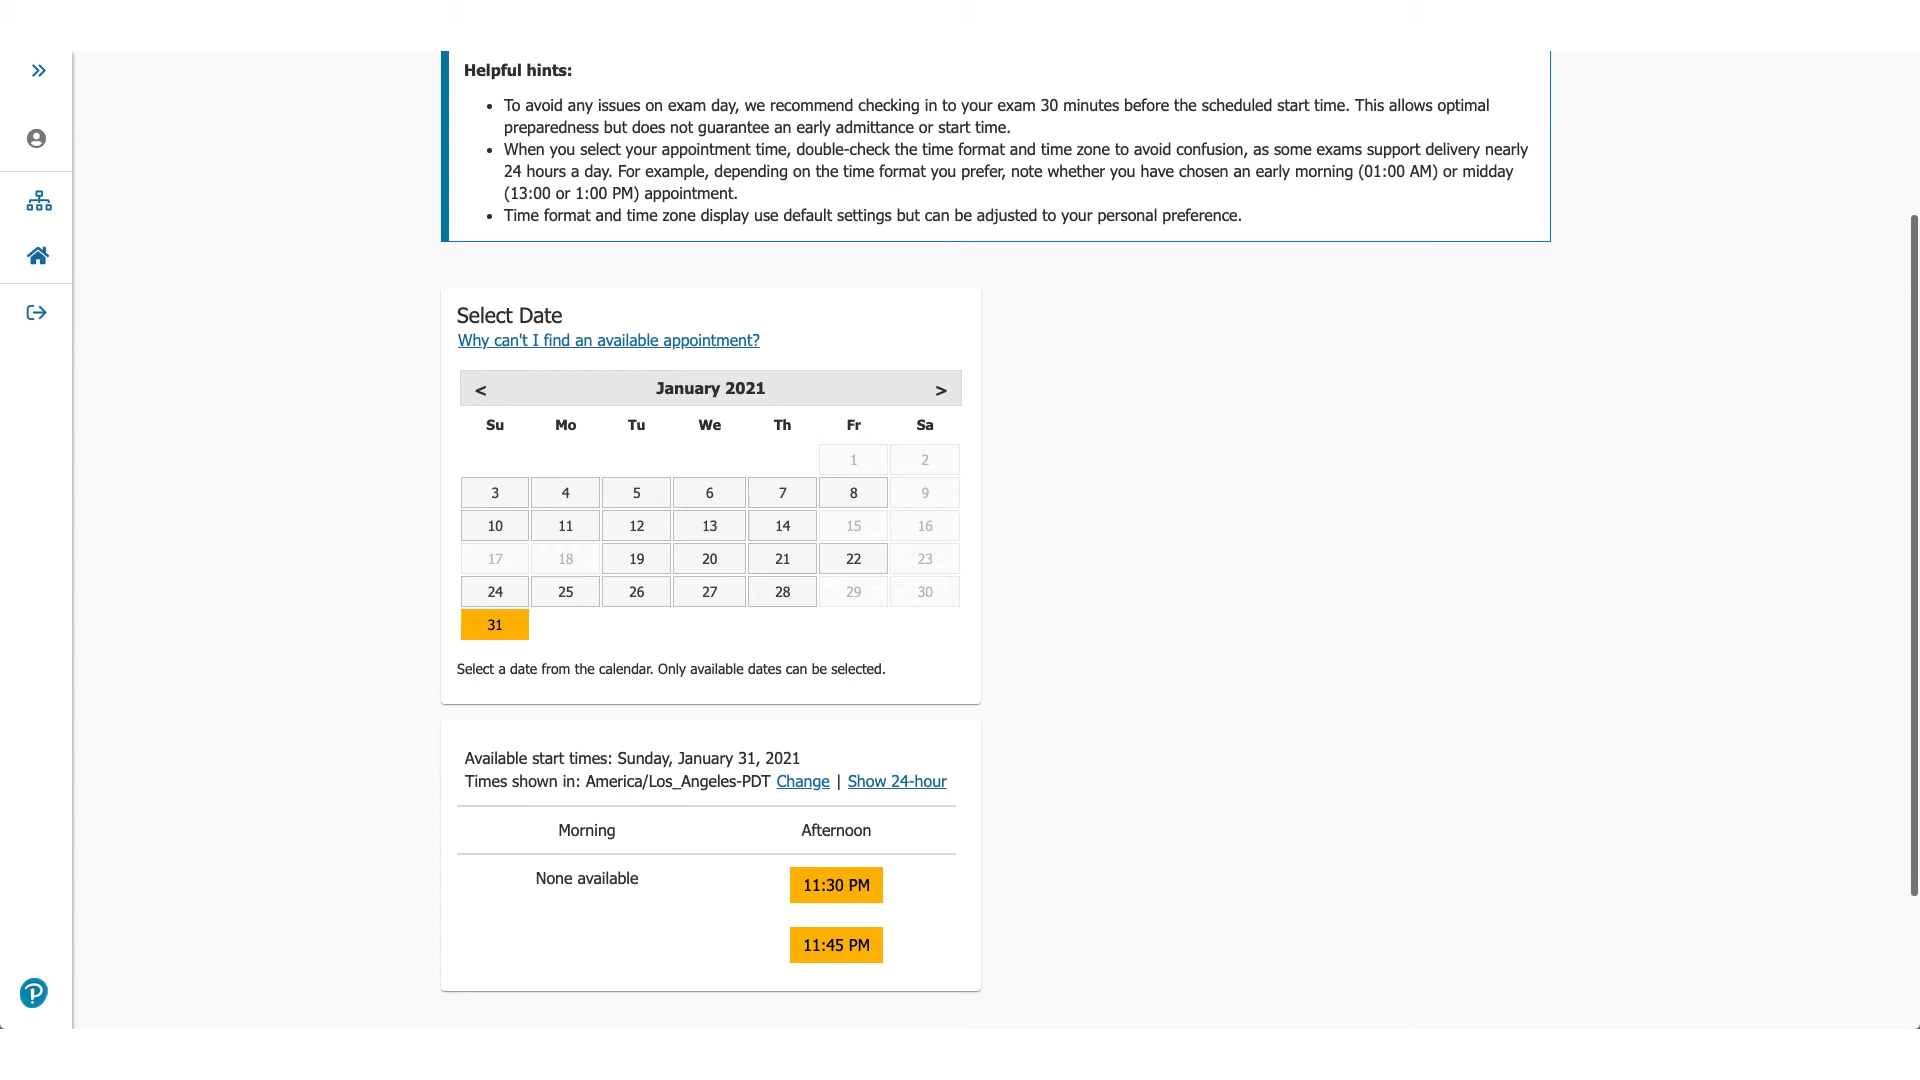 Helpful hints:
• To avoid any issues on exam day, we recommend checking in to your exam 30 minutes before the scheduled start time. This allows optimal
preparedness but does not guarantee an early admittance or start time.
• When you select your appointment time, double-check the time format and time zone to avoid confusion, as some exams support delivery nearly
24 hours a day. For example, depending on the time format you prefer, note whether you have chosen an early morning (01:00 AM) or midday
(13:00 or 1:00 PM) appointment.
• Time format and time zone display use default settings but can be adjusted to your personal preference.
Select Date
Why can't I find an available appointment?
< January 2021 >
Su Mo Tu We Th Fr Sa
1 2
3 4 5 6 7 8 9
10 11 12 13 14 15 16
17 18 19 20 21 22 23
24 25 26 27 28 29 30
31
Select a date from the calendar. Only available dates can be selected.
Available start times: Sunday, January 31, 2021
Times shown in: America/Los_Angeles-PDT Change | Show 24-hour
Morning Afternoon
None available 11:30 PM
11:45 PM